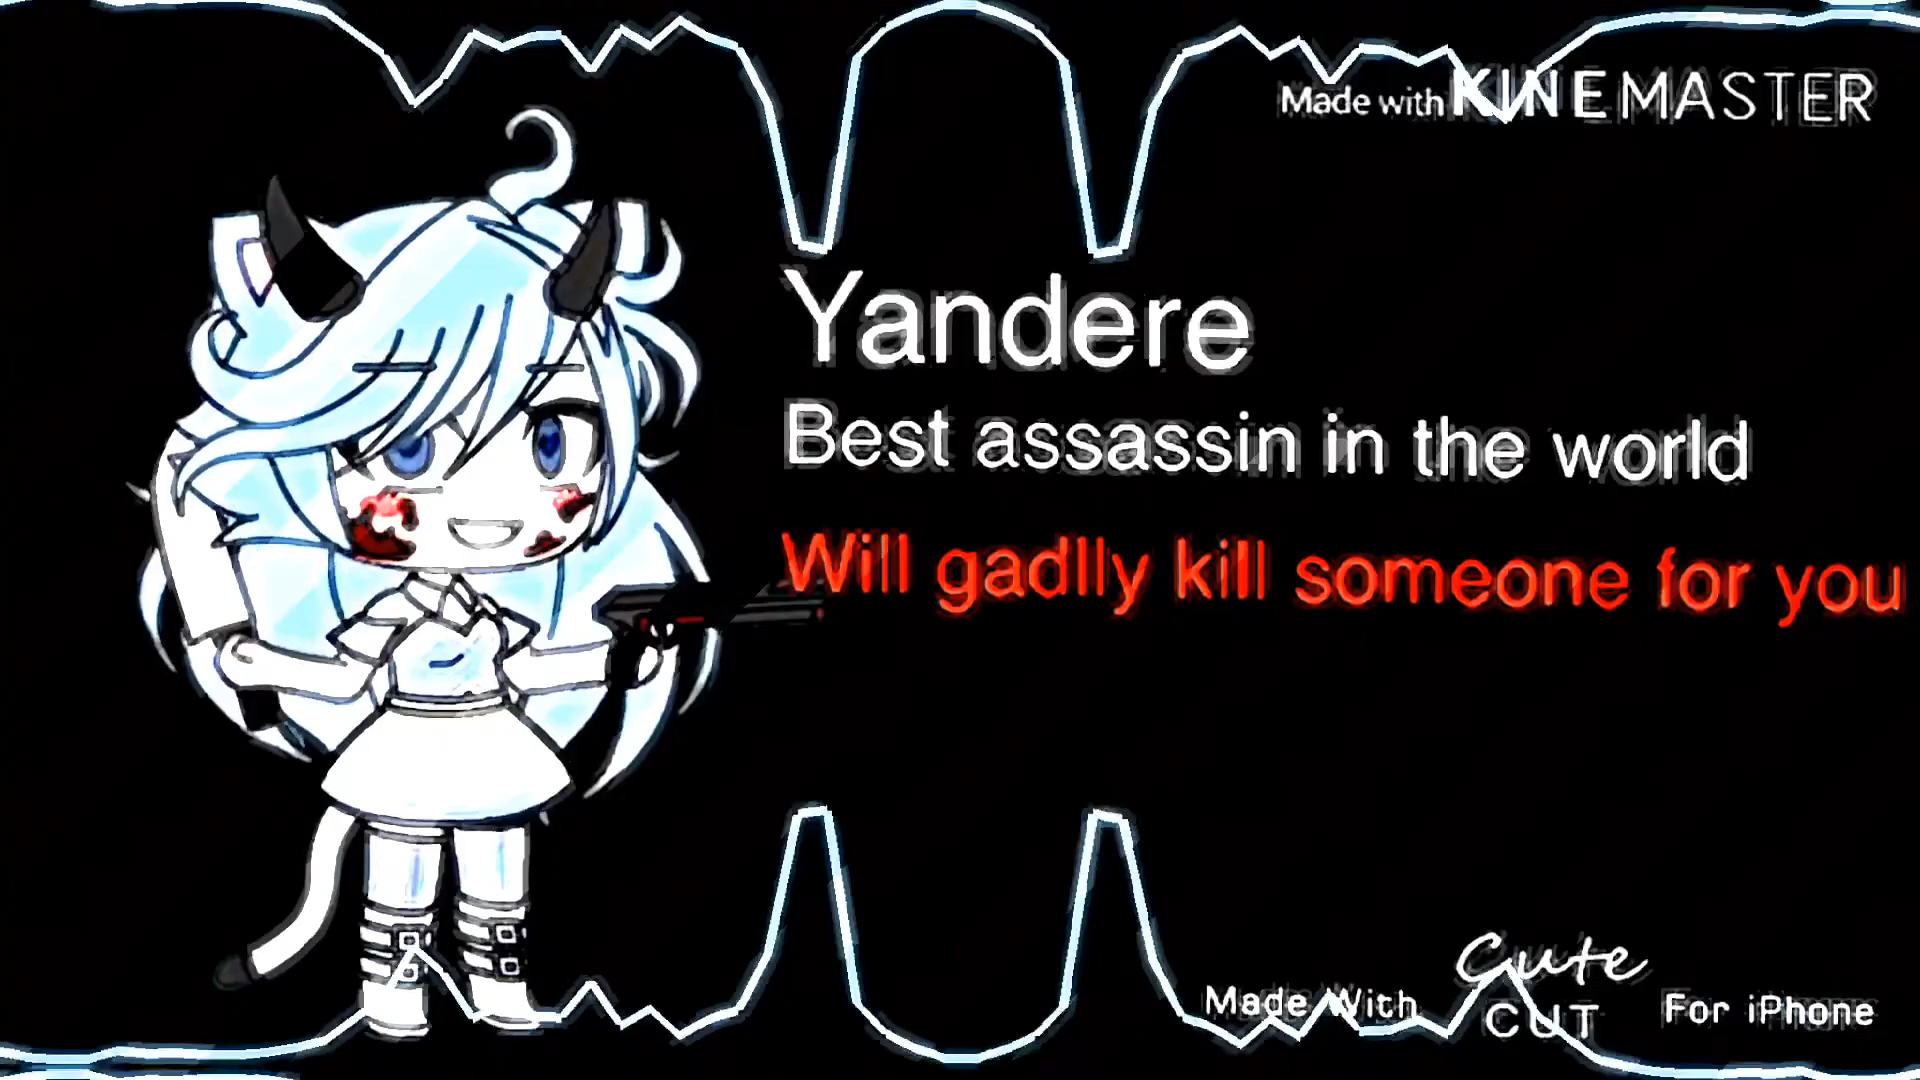 Made with KINEMASTER
Yandere
Best assassin in the world
Will gadlly kill someone for you
Made With Cute CUT For iPhone